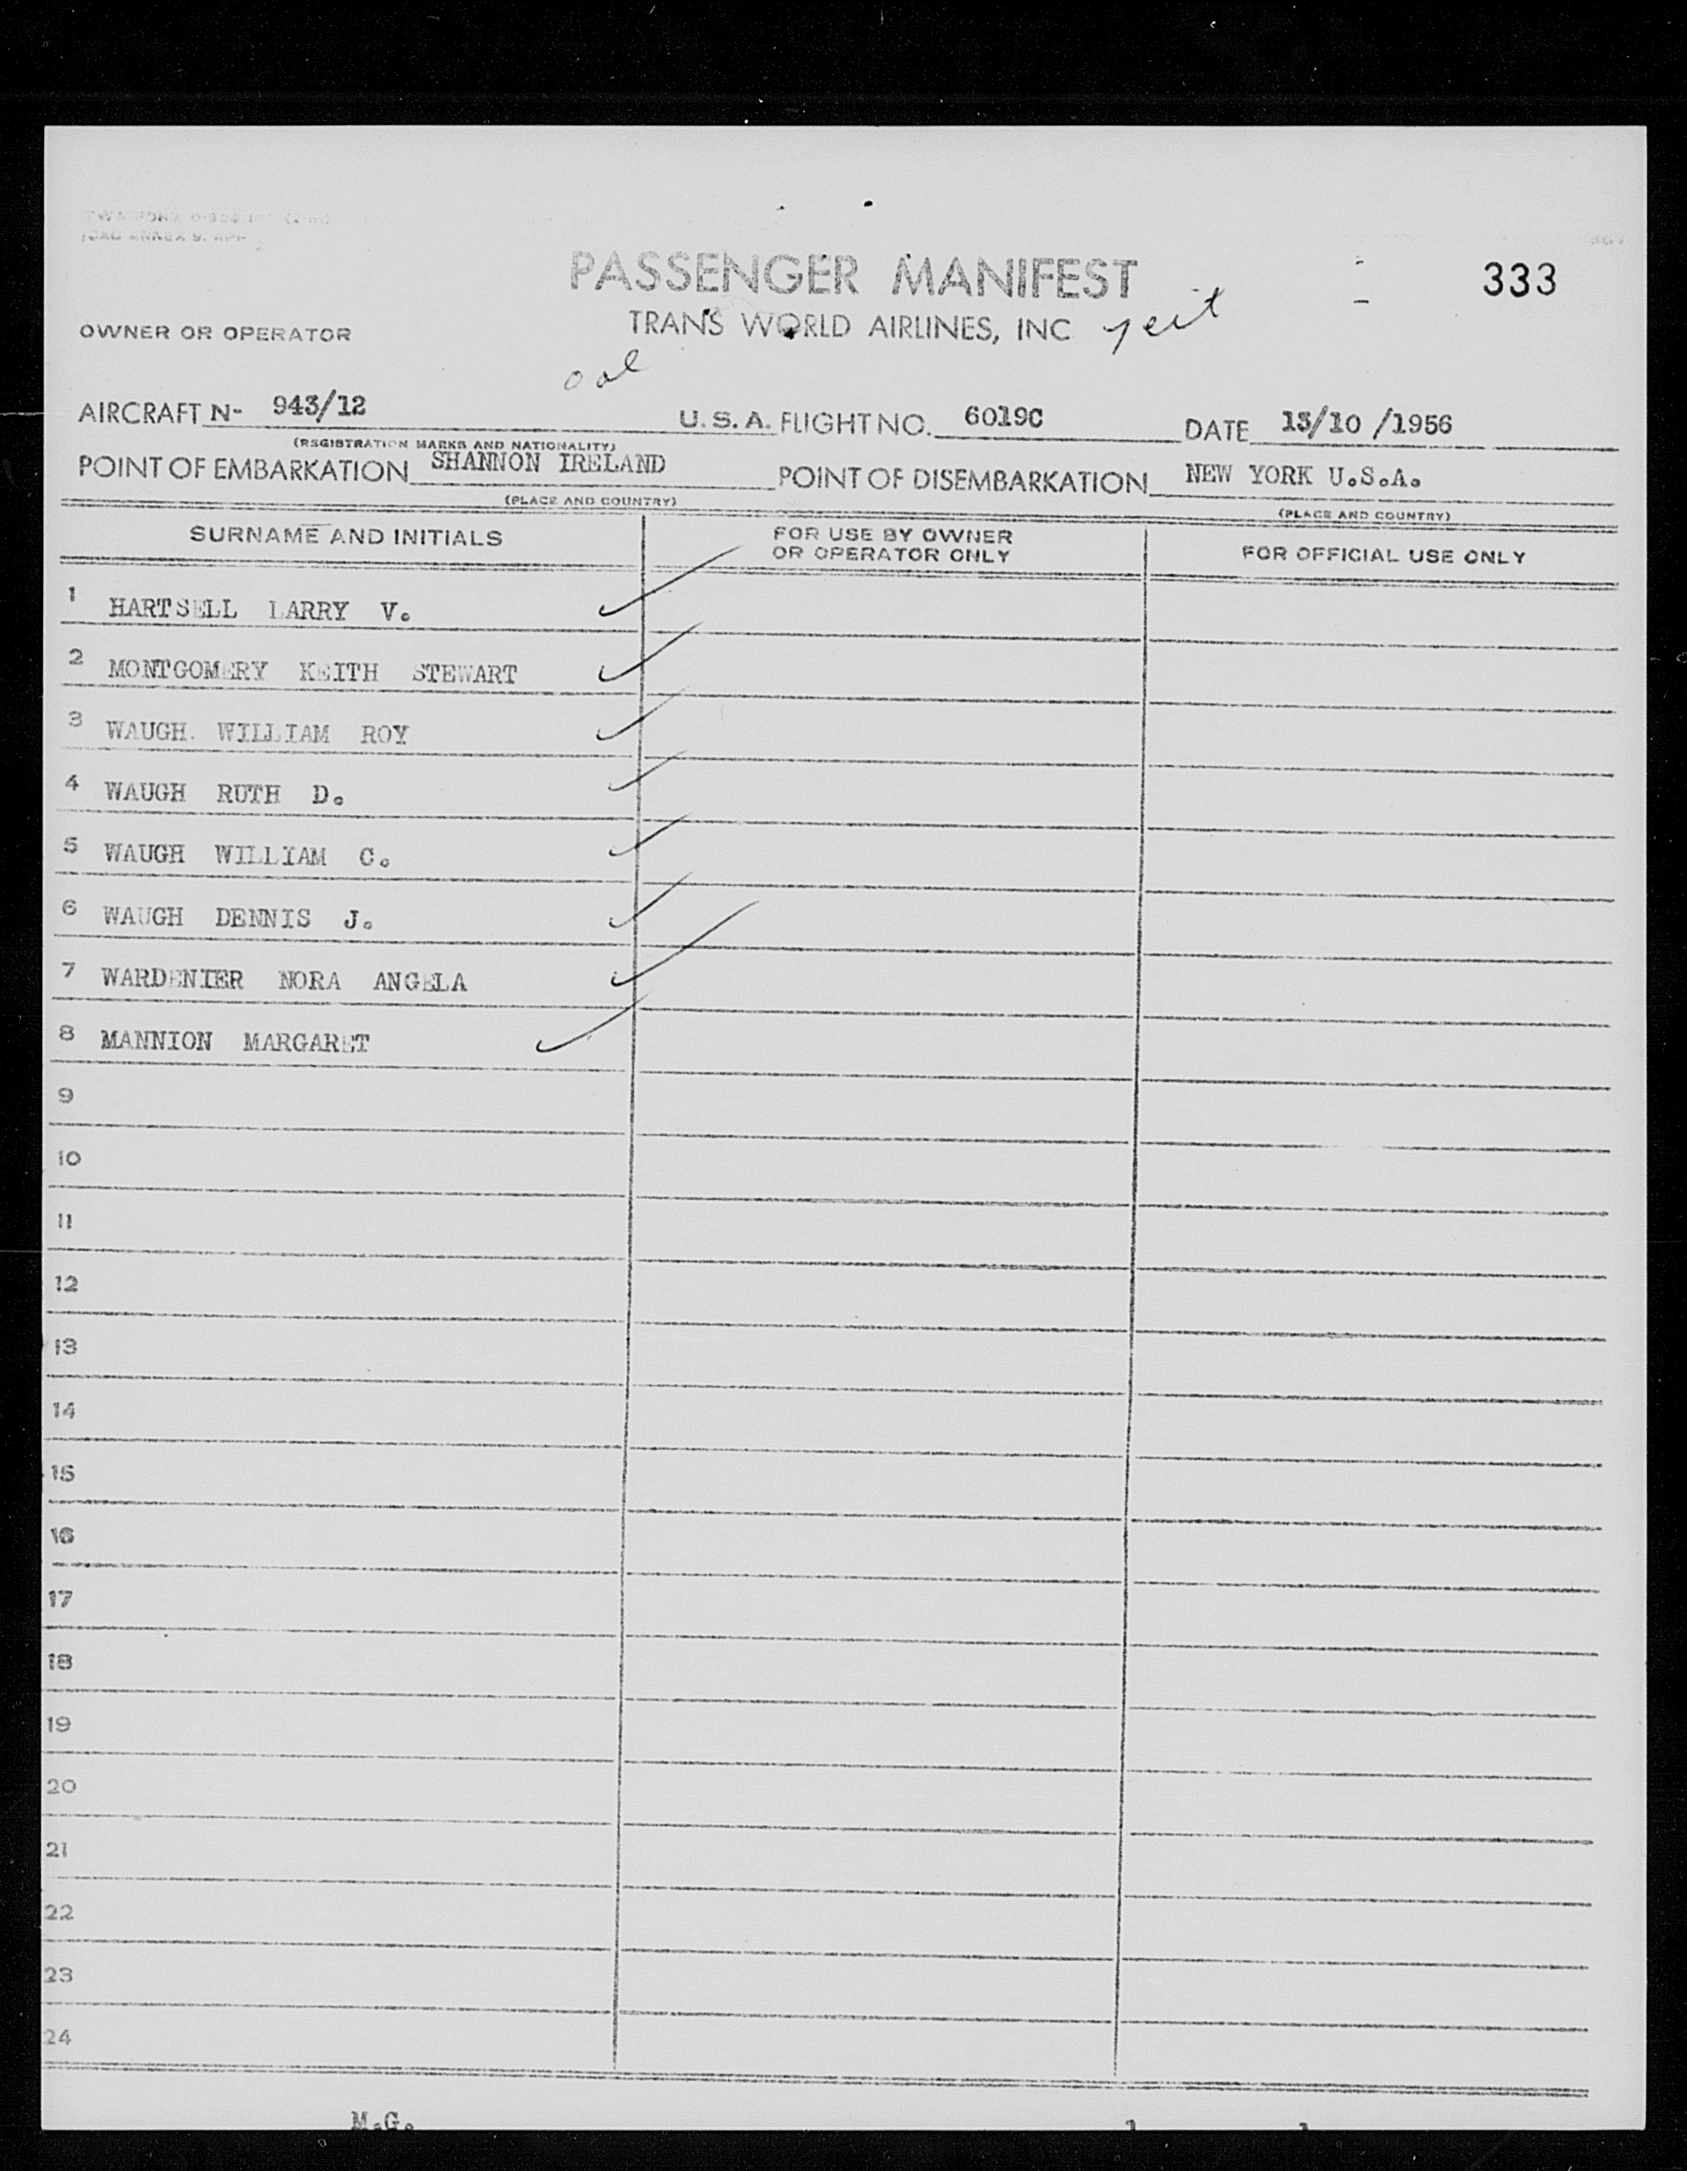 PASSENGER MANIFEST
333
OWNER OR OPERATOR TRANS WORLD AIRLINES, INC
AIRCRAFT N- 943/12 U.S.A. FLIGHT NO. 6019C DATE 13/10 /1956
(REGISTRATION MARKS AND NATIONALITY)
POINT OF EMBARKATION SHANNON IRELAND POINT OF DISEMBARKATION NEW YORK U.S.A.
(PLACE AND COUNTRY) (PLACE AND COUNTRY)
SURNAME AND INITIALS FOR USE BY OWNER OR OPERATOR ONLY FOR OFFICIAL USE ONLY
1 HARTSELL LARRY V.
2 MONTGOMERY KEITH STEWART
3 WAUGH. WILLIAM ROY
4 WAUGH RUTH D.
5 WAUGH WILLIAM C.
6 WAUGH DENNIS J.
7 WARDENIER NORA ANGELA
8 MANNION MARGARET
9
10
11
12
13
14
15
16
17
18
19
20
21
22
23
24
M.G.